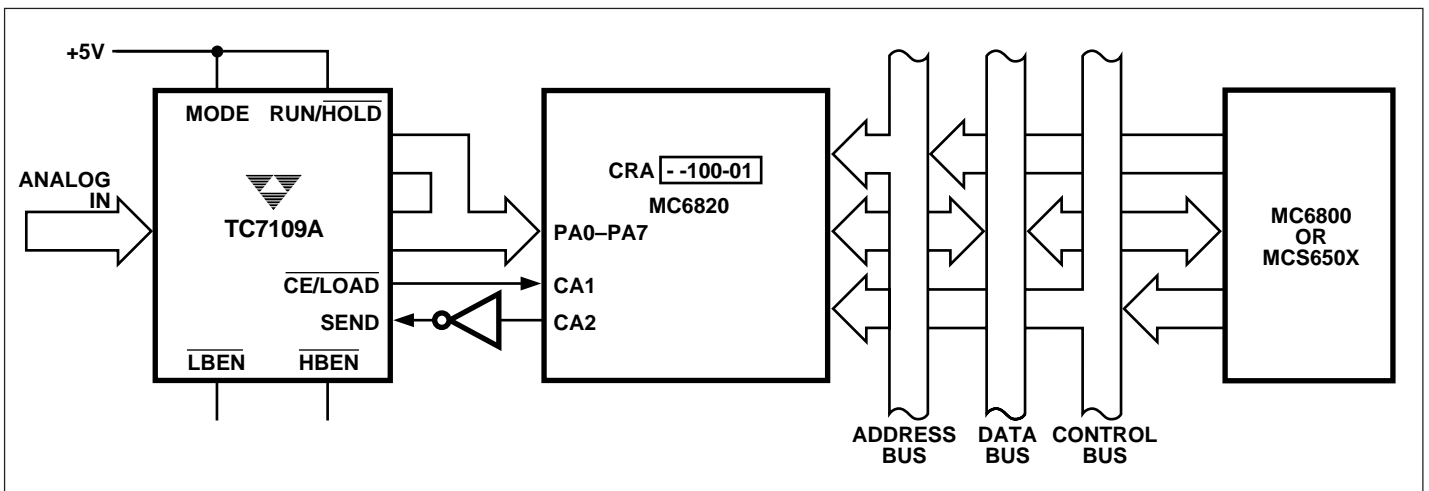 +5V
MODE RUN/HOLD
ANALOG
IN
TC7109A
CE/LOAD
SEND
LBEN HBEN
CRA - -100-01
MC6820
PA0–PA7
CA1
CA2
MC6800
OR
MCS650X
ADDRESS
BUS
DATA
BUS
CONTROL
BUS